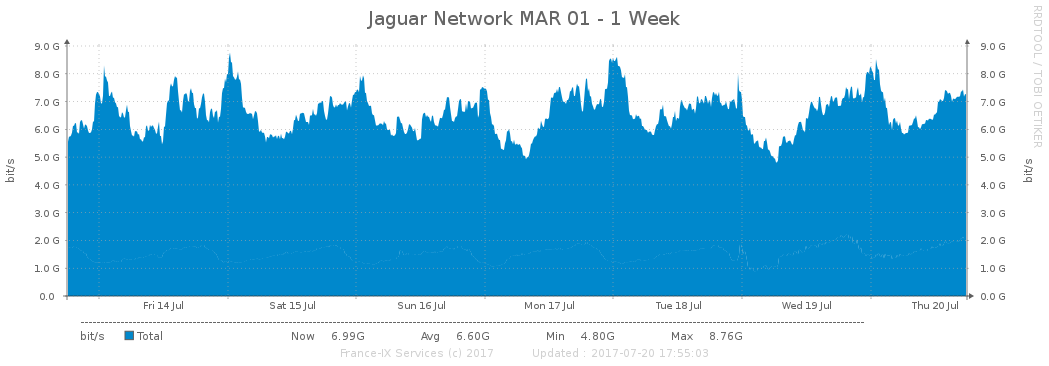 Jaguar Network MAR 01 - 1 Week
RRDTOOL / TOBI OETIKER
bit/s
9.0 G
8.0 G
7.0 G
6.0 G
5.0 G
4.0 G
3.0 G
2.0 G
1.0 G
0.0
9.0 G
8.0 G
7.0 G
6.0 G
5.0 G
4.0 G
3.0 G
2.0 G
1.0 G
0.0 G
bit/s
Fri 14 Jul Sat 15 Jul Sun 16 Jul Mon 17 Jul Tue 18 Jul Wed 19 Jul Thu 20 Jul
bit/s Total Now 6.99G Avg 6.60G Min 4.80G Max 8.76G
France-IX Services (c) 2017 Updated : 2017-07-20 17:55:03